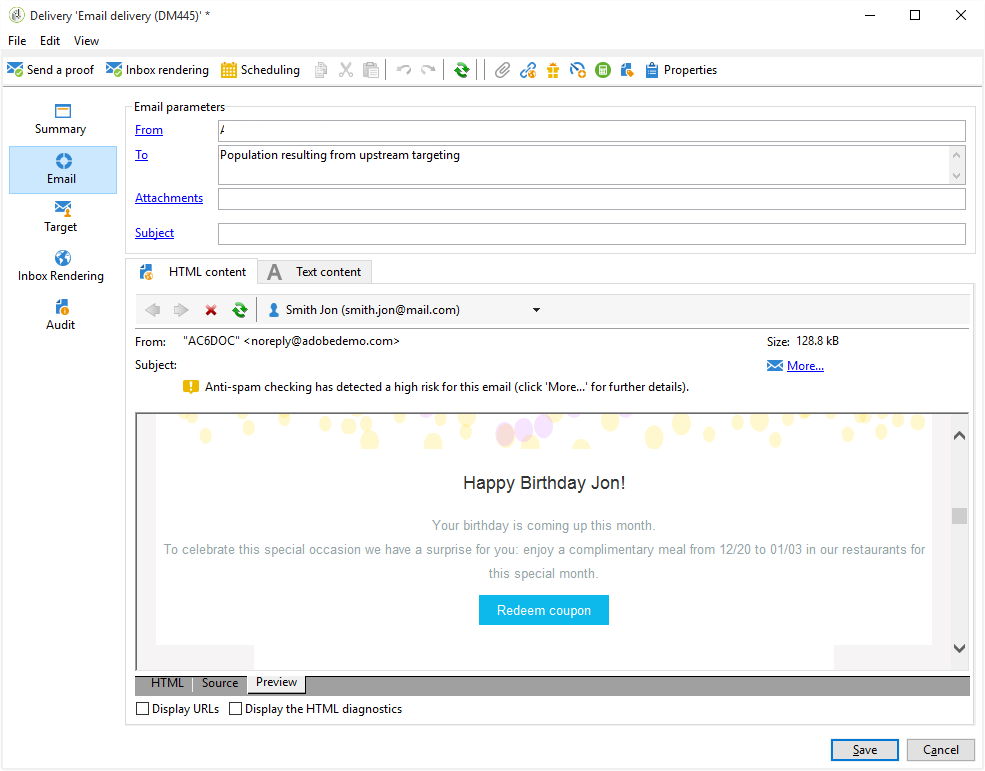 Delivery 'Email delivery (DM445)' *
File Edit View
Send a proof Inbox rendering Scheduling Properties
Summary
Email
Target
Inbox Rendering
Audit
Email parameters
From
To Population resulting from upstream targeting
Attachments
Subject
HTML content Text content
Smith Jon (smith.jon@mail.com)
From: "AC6DOC" <noreply@adobedemo.com> Size: 128.8 kB
Subject: More...
Anti-spam checking has detected a high risk for this email (click 'More...' for further details).
Happy Birthday Jon!
Your birthday is coming up this month.
To celebrate this special occasion we have a surprise for you: enjoy a complimentary meal from 12/20 to 01/03 in our restaurants for
this special month.
Redeem coupon
HTML Source Preview
Display URLs Display the HTML diagnostics
Save Cancel